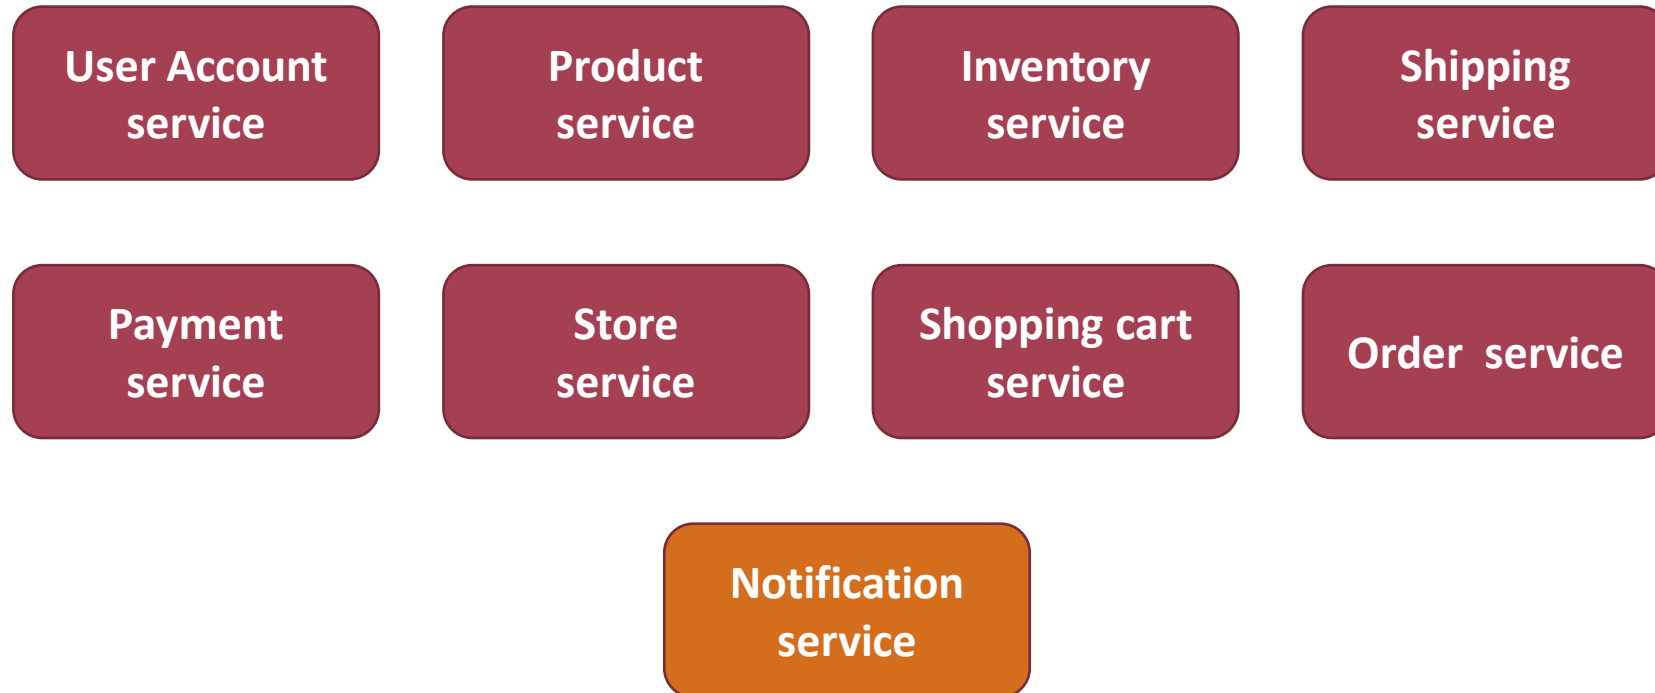 User Account
service
Product
service
Inventory
service
Shipping
service
Payment
service
Store
service
Shopping cart
service
Order  service
Notification
service